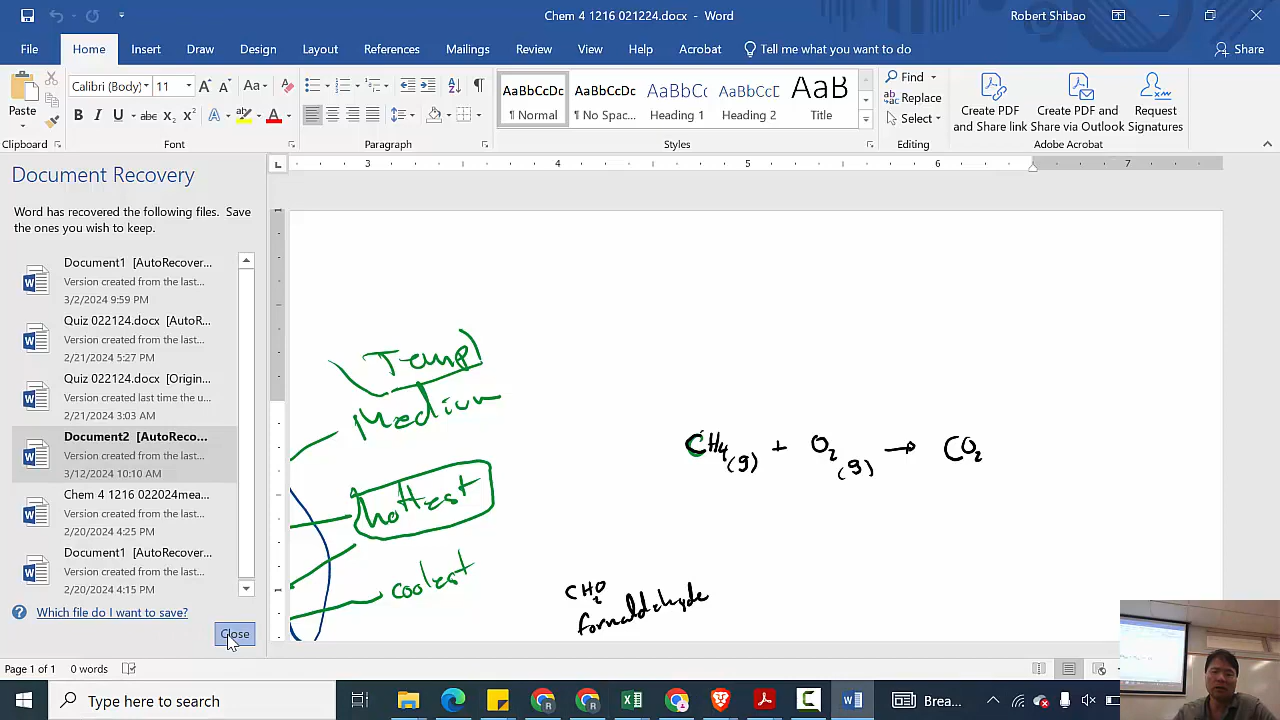 Chem 4 1216 021224.docx - Word
Robert Shibao
File Home Insert Draw Design Layout References Mailings Review View Help Acrobat Tell me what you want to do Share
Paste
Calibri (Body) 11 A A Aa
B I U abc X₂ X² A A
Clipboard Font Paragraph Styles Editing Adobe Acrobat
AaBbCcDc AaBbCcDc AaBbCc AaBbCcE AaB
¶ Normal ¶ No Spac... Heading 1 Heading 2 Title
Find
Replace
Select
Create PDF and Share link
Create PDF and Share via Outlook
Request Signatures
Document Recovery
Word has recovered the following files. Save
the ones you wish to keep.
Document1 [AutoRecover...
Version created from the last...
3/2/2024 9:59 PM
Quiz 022124.docx [AutoR...
Version created from the last...
2/21/2024 5:27 PM
Quiz 022124.docx [Origin...
Version created last time the u...
2/21/2024 3:03 AM
Document2 [AutoReco...
Version created from the last...
3/12/2024 10:10 AM
Chem 4 1216 022024mea...
Version created from the last...
2/20/2024 4:25 PM
Document1 [AutoRecover...
Version created from the last...
2/20/2024 4:15 PM
Which file do I want to save?
Close
3 4 5 6 7
Temp
Medium
hottest
coolest
CH₄(g) + O₂(g) → CO₂
CH₂O
formaldehyde
Page 1 of 1 0 words
Type here to search
Brea...